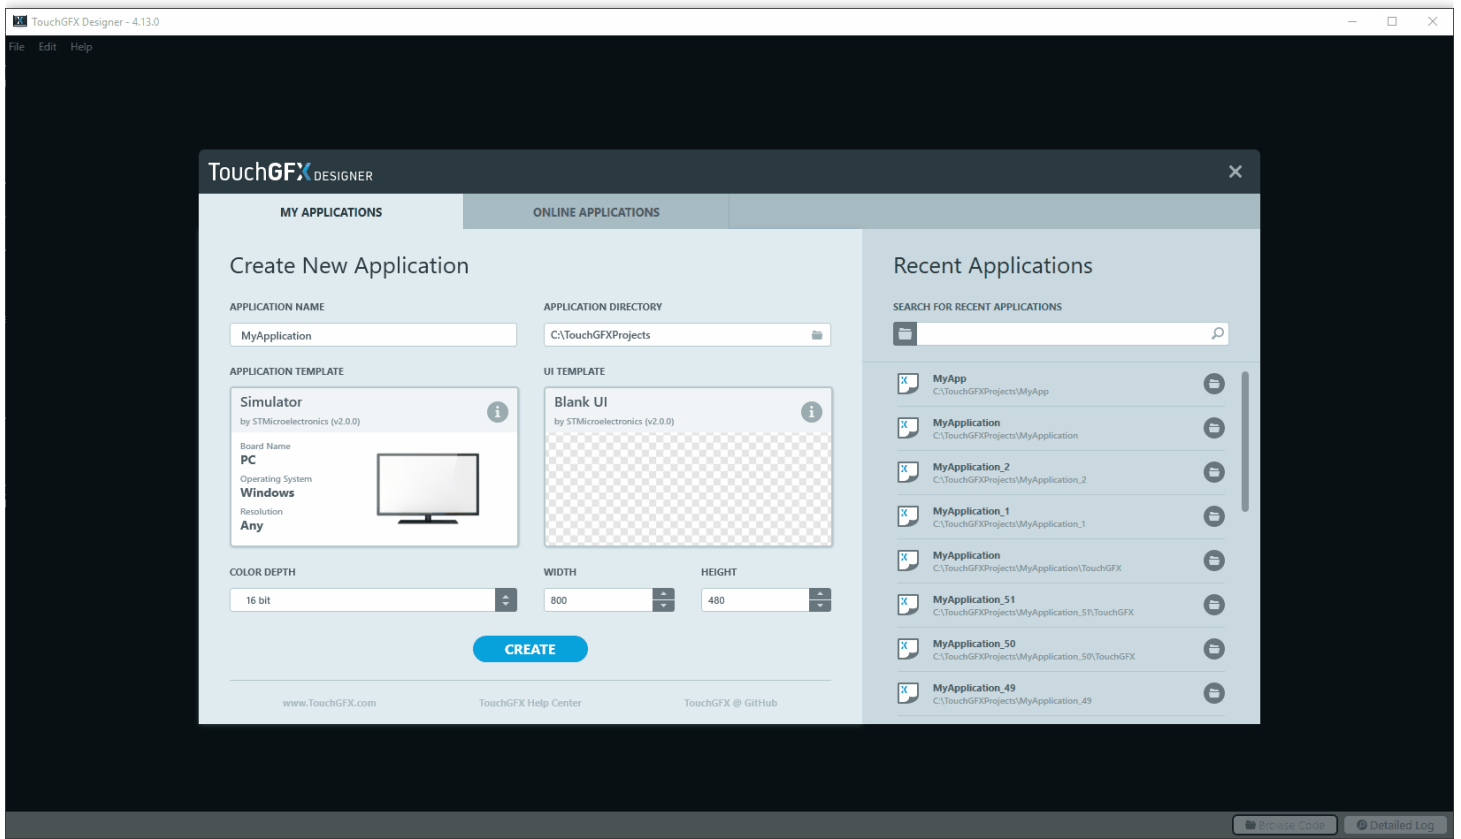 TouchGFX Designer - 4.13.0
File Edit Help
TouchGFX DESIGNER
MY APPLICATIONS
ONLINE APPLICATIONS
Create New Application
APPLICATION NAME
APPLICATION DIRECTORY
MyApplication
C:\TouchGFXProjects
APPLICATION TEMPLATE
UI TEMPLATE
Simulator
by STMicroelectronics (v2.0.0)
Board Name
PC
Operating System
Windows
Resolution
Any
Blank UI
by STMicroelectronics (v2.0.0)
COLOR DEPTH
WIDTH
HEIGHT
16 bit
800
480
CREATE
www.TouchGFX.com
TouchGFX Help Center
TouchGFX @ GitHub
Recent Applications
SEARCH FOR RECENT APPLICATIONS
MyApp
C:\TouchGFXProjects\MyApp
MyApplication
C:\TouchGFXProjects\MyApplication
MyApplication_2
C:\TouchGFXProjects\MyApplication_2
MyApplication_1
C:\TouchGFXProjects\MyApplication_1
MyApplication
C:\TouchGFXProjects\MyApplication\TouchGFX
MyApplication_51
C:\TouchGFXProjects\MyApplication_51\TouchGFX
MyApplication_50
C:\TouchGFXProjects\MyApplication_50\TouchGFX
MyApplication_49
C:\TouchGFXProjects\MyApplication_49
Browse Code
Detailed Log